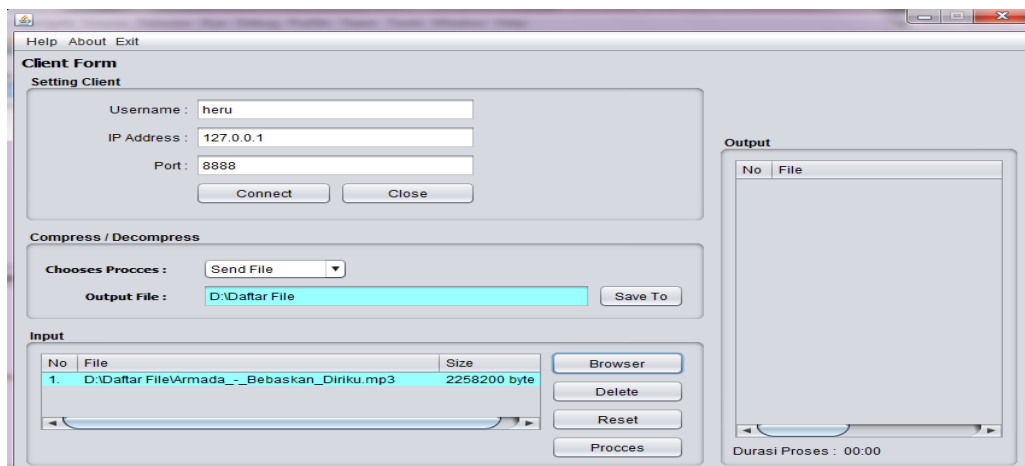 Help About Exit
Client Form
Setting Client
Username : heru
IP Address : 127.0.0.1
Port : 8888
Connect Close
Compress / Decompress
Chooses Procces : Send File
Output File : D:\Daftar File Save To
Input
No File Size
1. D:\Daftar File\Armada_-_Bebaskan_Diriku.mp3 2258200 byte
Browser
Delete
Reset
Procces
Output
No File
Durasi Proses : 00:00